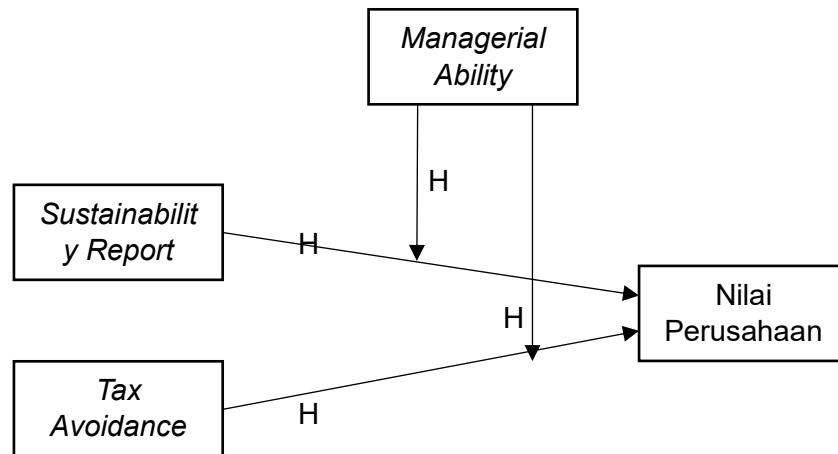 Managerial
Ability
H
Sustainabilit
y Report
H
Nilai
Perusahaan
H
Tax
Avoidance
H